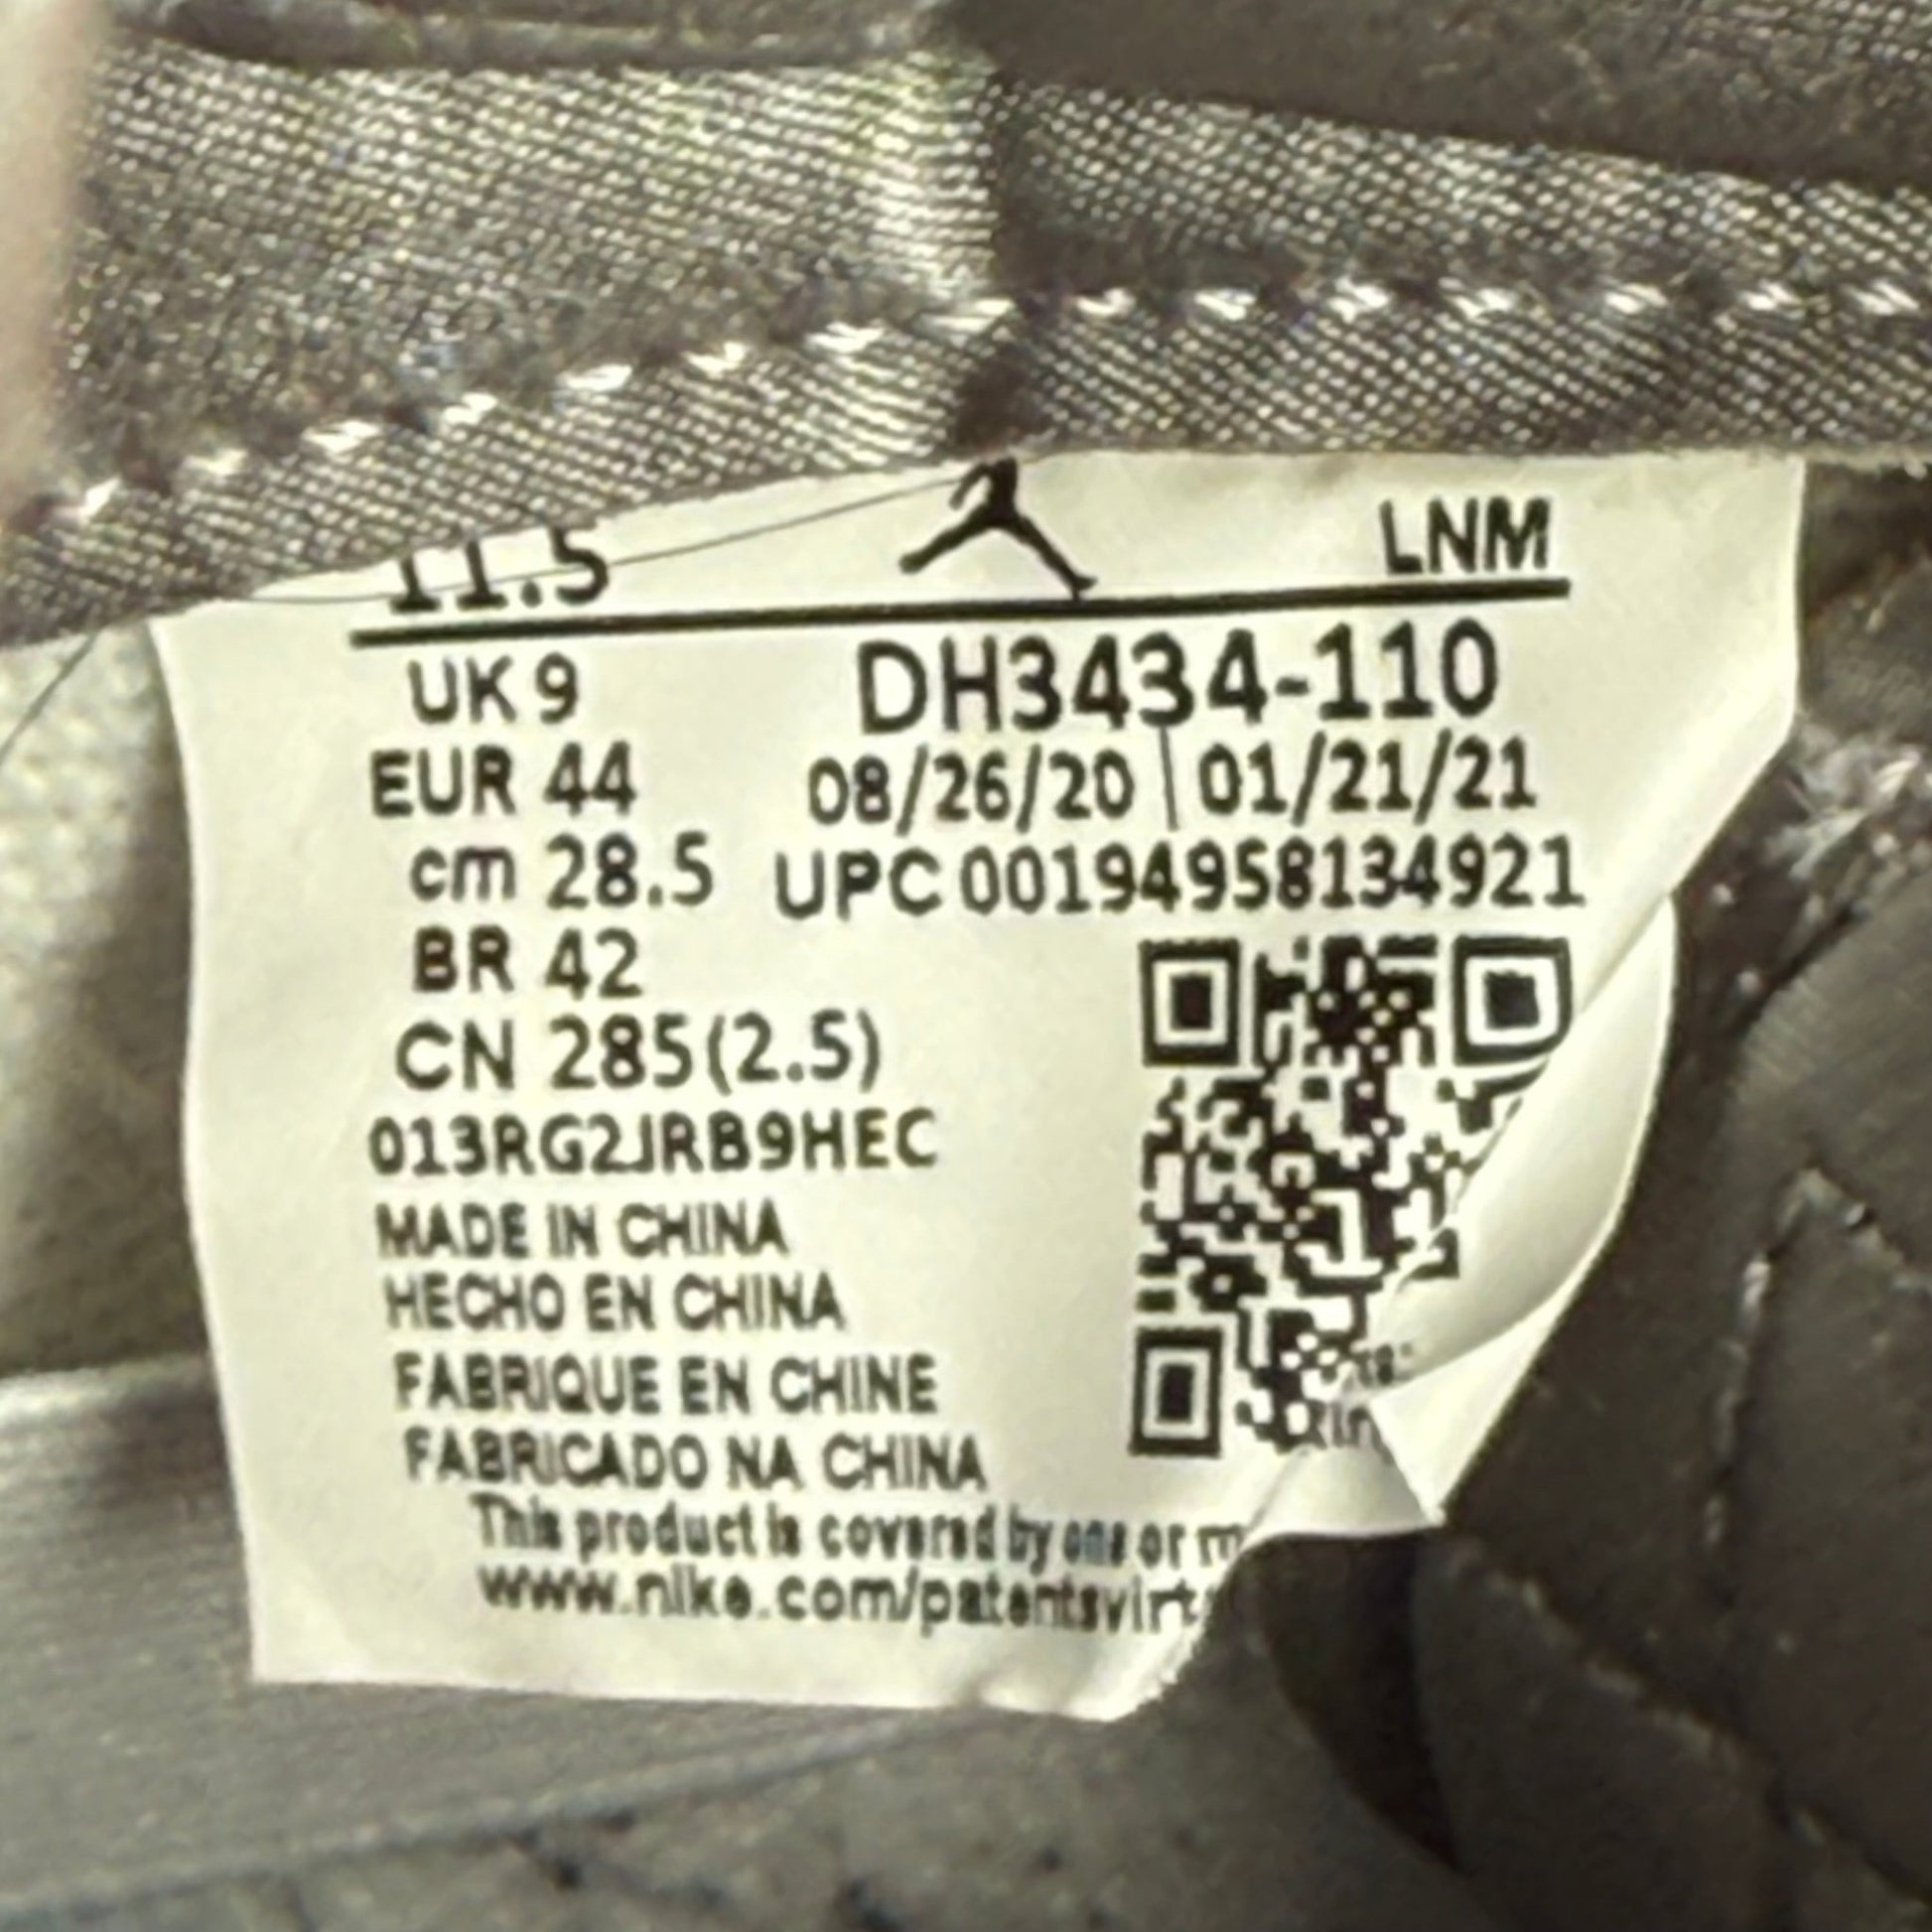 11.5 LNM
UK 9 DH3434-110
EUR 44 08/26/20 01/21/21
cm 28.5 UPC 00194958134921
BR 42
CN 285(2.5)
013RG2JRB9HEC
MADE IN CHINA
HECHO EN CHINA
FABRIQUE EN CHINE
FABRICADO NA CHINA
This product is covered by one or
www.nike.com/patentsvirt